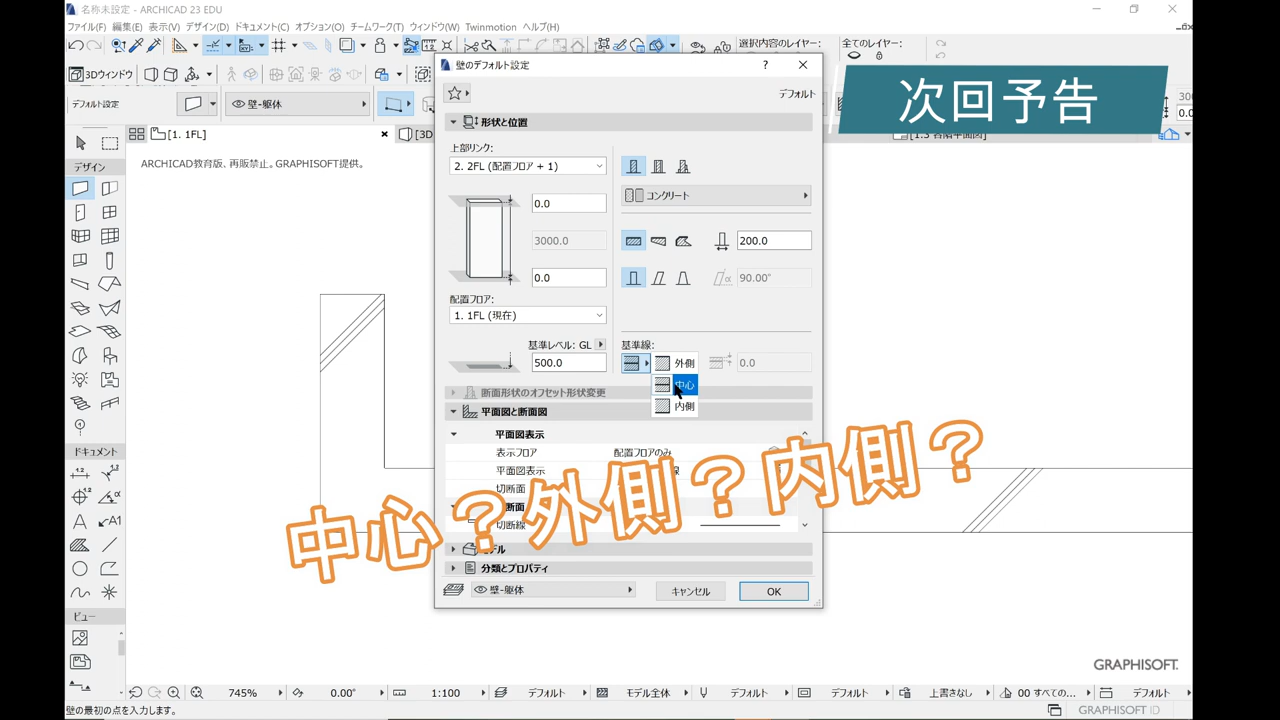 名称未設定 - ARCHICAD 23 EDU
ファイル(F) 編集(E) 表示(V) デザイン(D) ドキュメント(C) オプション(O) チームワーク(T) ウィンドウ(W) Twinmotion ヘルプ(H)
選択内容のレイヤー:
全てのレイヤー:
3Dウィンドウ
デフォルト設定
壁-躯体
[1. 1FL]
[3D
[1.3 各階平面図]
次回予告
ARCHICAD教育版、再販禁止。GRAPHISOFT提供。
デザイン
ドキュメント
ビュー
壁のデフォルト設定
?
デフォルト
形状と位置
上部リンク:
2. 2FL (配置フロア + 1)
コンクリート
0.0
3000.0
200.0
0.0
90.00°
配置フロア:
1. 1FL (現在)
基準レベル: GL
基準線:
500.0
外側
0.0
中心
内側
断面形状のオフセット形状変更
平面図と断面図
平面図表示
表示フロア
配置フロアのみ
平面図表示
切断面
断面
切断線
モデル
分類とプロパティ
壁-躯体
キャンセル
OK
中心?外側?内側?
GRAPHISOFT.
745%
0.00°
1:100
デフォルト
モデル全体
デフォルト
デフォルト
上書きなし
00 すべての...
デフォルト
壁の最初の点を入力します。
GRAPHISOFT ID